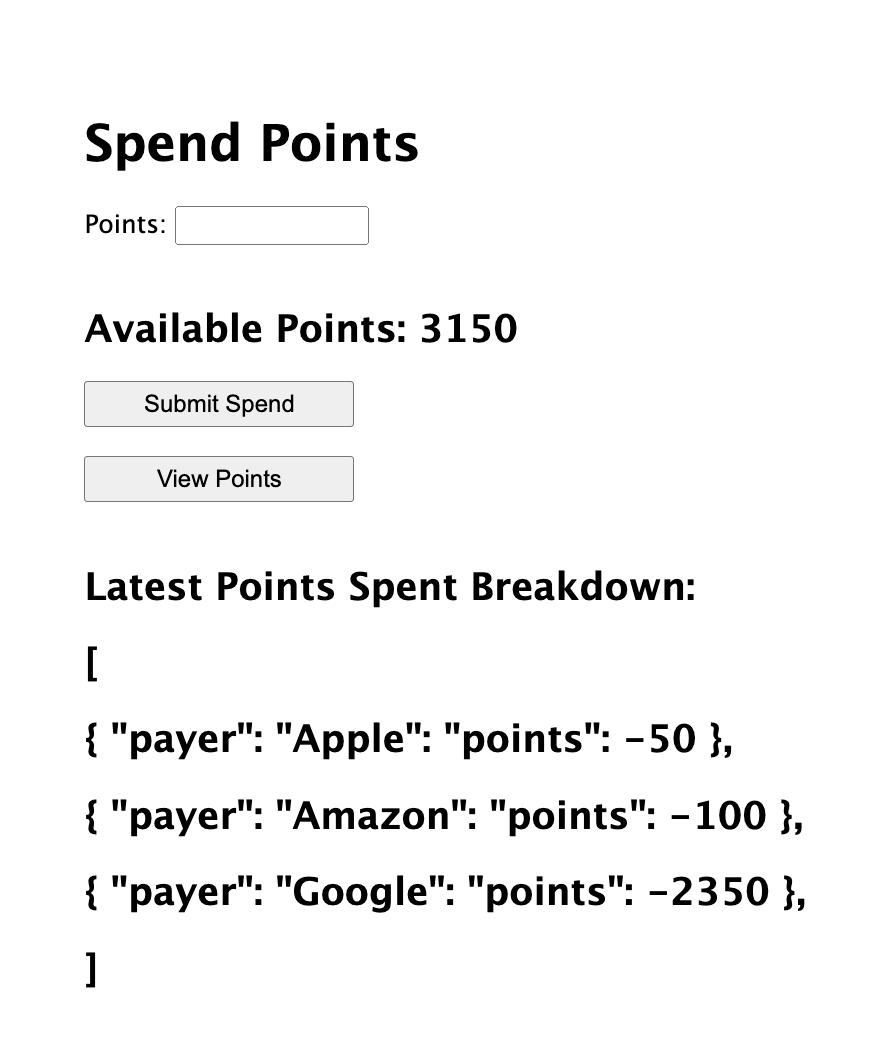 Spend Points
Points:
Available Points: 3150
Submit Spend
View Points
Latest Points Spent Breakdown:
[
{ "payer": "Apple": "points": -50 },
{ "payer": "Amazon": "points": -100 },
{ "payer": "Google": "points": -2350 },
]